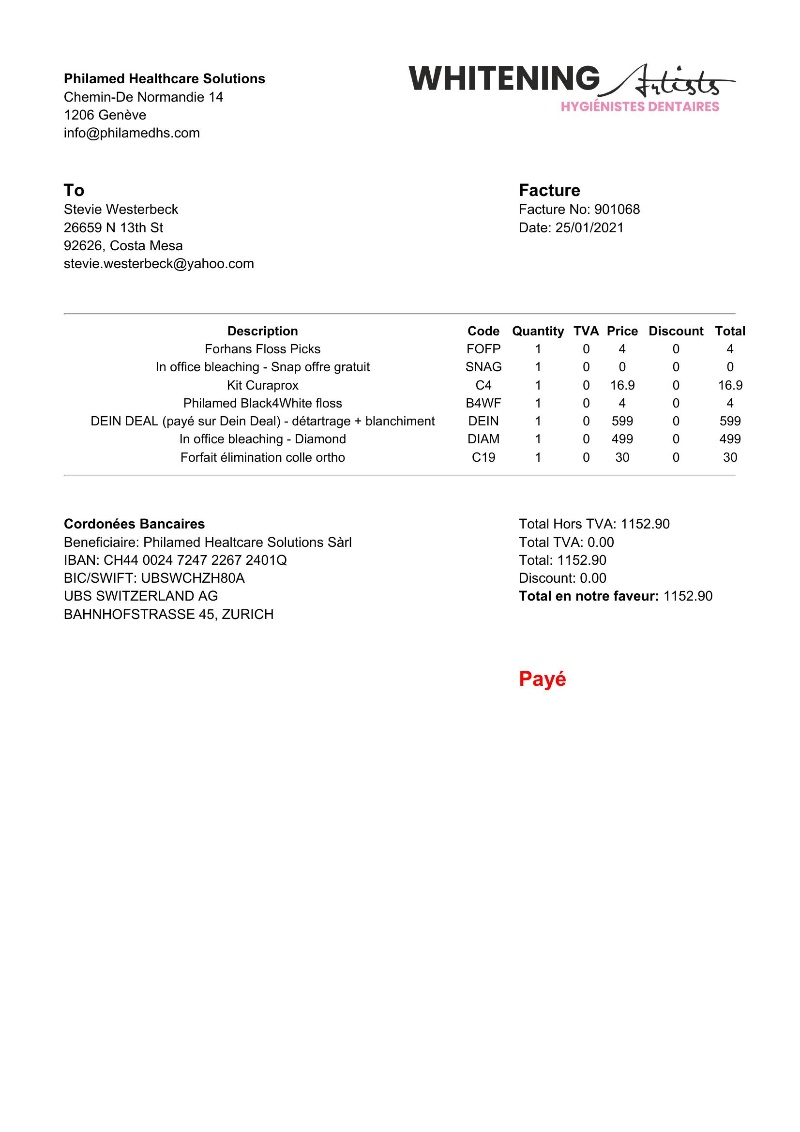 Philamed Healthcare Solutions
Chemin-De Normandie 14
1206 Genève
info@philamedhs.com
WHITENING Artists
HYGIÉNISTES DENTAIRES
To
Stevie Westerbeck
26659 N 13th St
92626, Costa Mesa
stevie.westerbeck@yahoo.com
Facture
Facture No: 901068
Date: 25/01/2021
Description Code Quantity TVA Price Discount Total
Forhans Floss Picks FOFP 1 0 4 0 4
In office bleaching - Snap offre gratuit SNAG 1 0 0 0 0
Kit Curaprox C4 1 0 16.9 0 16.9
Philamed Black4White floss B4WF 1 0 4 0 4
DEIN DEAL (payé sur Dein Deal) - détartrage + blanchiment DEIN 1 0 599 0 599
In office bleaching - Diamond DIAM 1 0 499 0 499
Forfait élimination colle ortho C19 1 0 30 0 30
Cordonées Bancaires
Beneficiaire: Philamed Healtcare Solutions Sàrl
IBAN: CH44 0024 7247 2267 2401Q
BIC/SWIFT: UBSWCHZH80A
UBS SWITZERLAND AG
BAHNHOFSTRASSE 45, ZURICH
Total Hors TVA: 1152.90
Total TVA: 0.00
Total: 1152.90
Discount: 0.00
Total en notre faveur: 1152.90
Payé